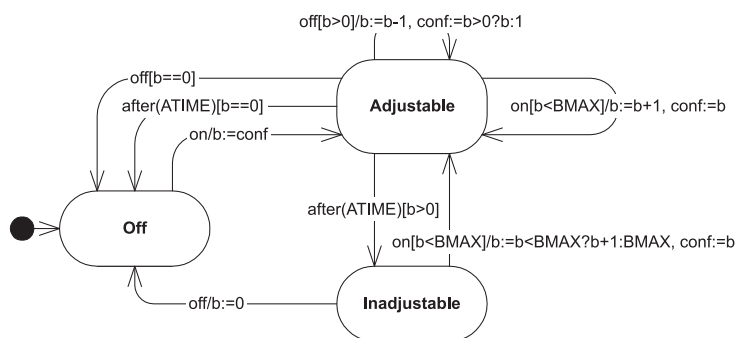 off[b>0]/b:=b-1, conf:=b>0?b:1
off[b==0]
after(ATIME)[b==0]
Adjustable
on[b<BMAX]/b:=b+1, conf:=b
on/b:=conf
after(ATIME)[b>0]
Off
on[b<BMAX]/b:=b<BMAX?b+1:BMAX, conf:=b
off/b:=0
Inadjustable